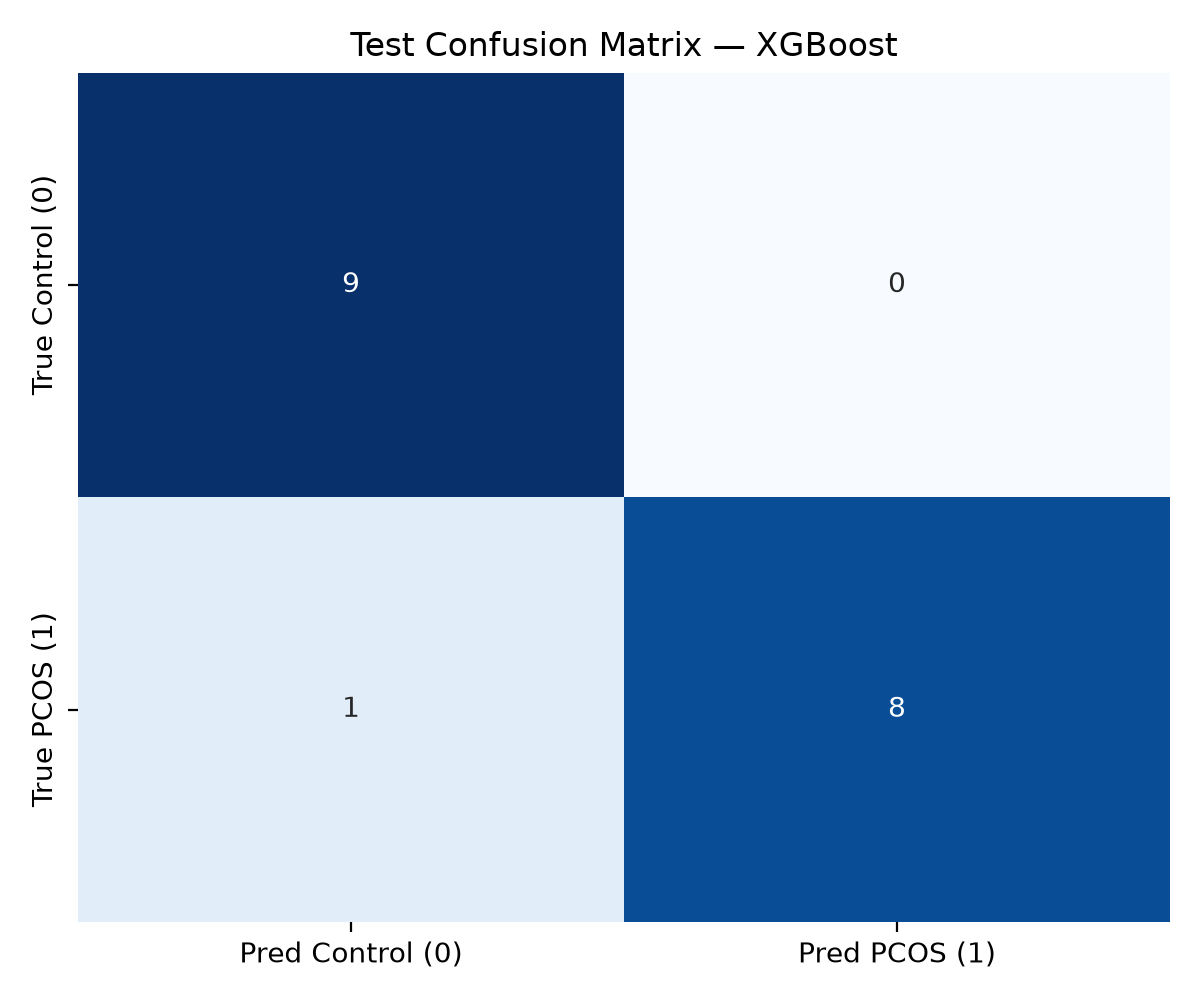 Test Confusion Matrix — XGBoost
True Control (0)
9
0
True PCOS (1)
1
8
Pred Control (0)
Pred PCOS (1)